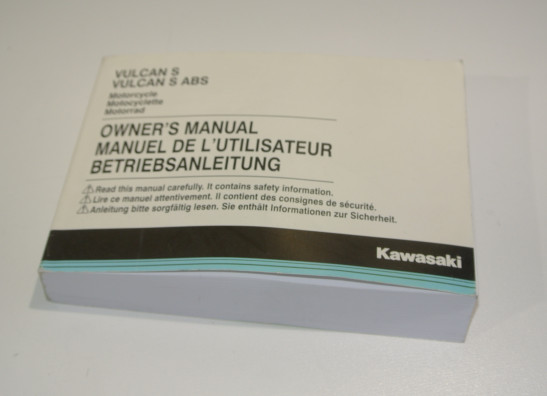 VULCAN S
VULCAN S ABS
Motorcycle
Motocyclette
Motorrad
OWNER'S MANUAL
MANUEL DE L'UTILISATEUR
BETRIEBSANLEITUNG
Read this manual carefully. It contains safety information.
Lire ce manuel attentivement. Il contient des consignes de sécurité.
Anleitung bitte sorgfältig lesen. Sie enthält Informationen zur Sicherheit.
Kawasaki